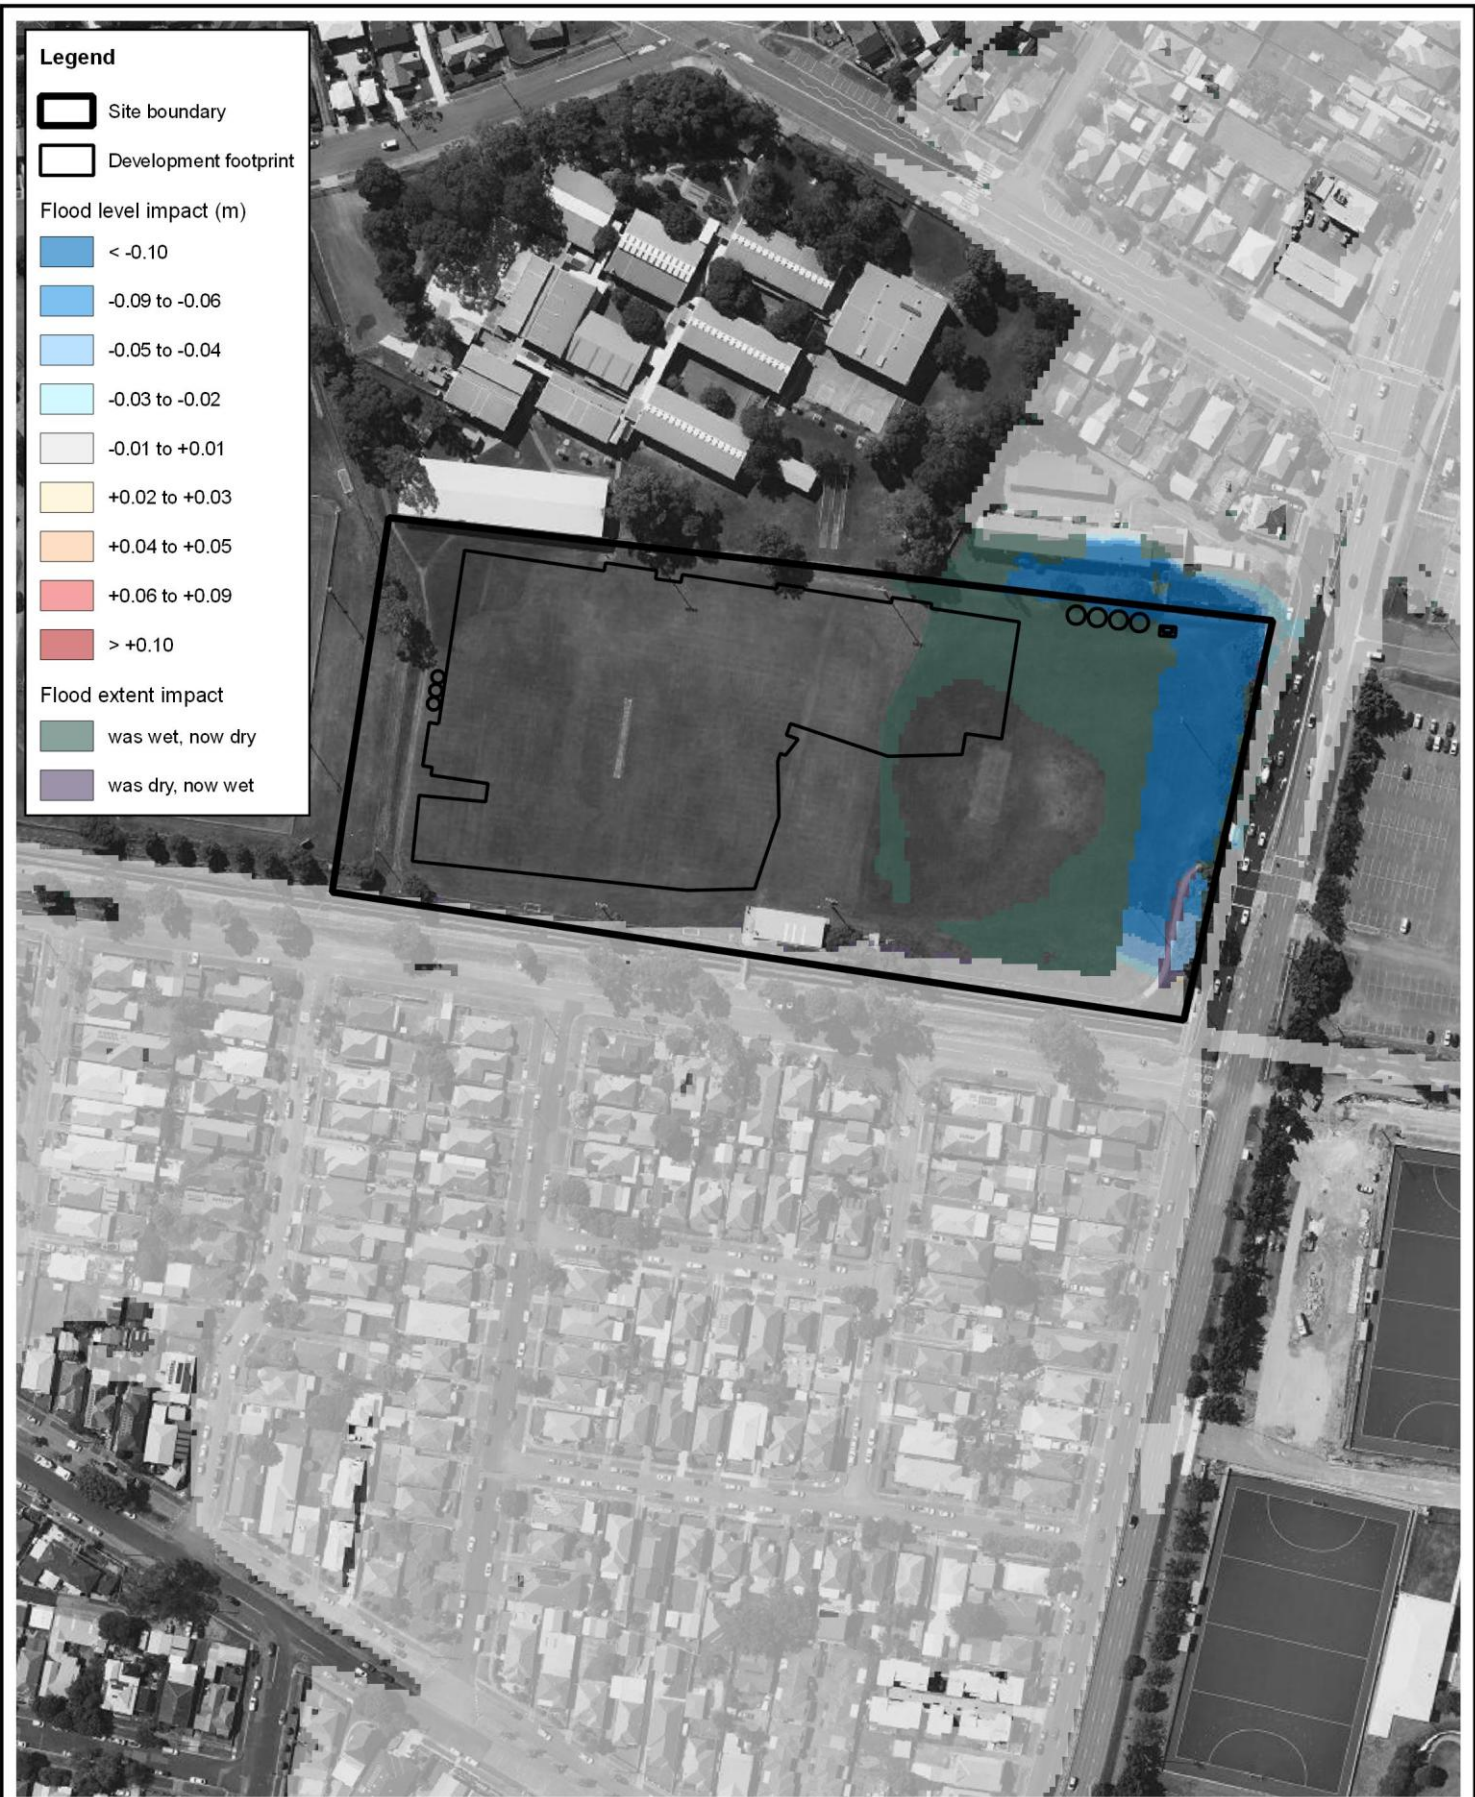 Legend
Site boundary
Development footprint
Flood level impact (m)
< -0.10
-0.09 to -0.06
-0.05 to -0.04
-0.03 to -0.02
-0.01 to +0.01
+0.02 to +0.03
+0.04 to +0.05
+0.06 to +0.09
> +0.10
Flood extent impact
was wet, now dry
was dry, now wet